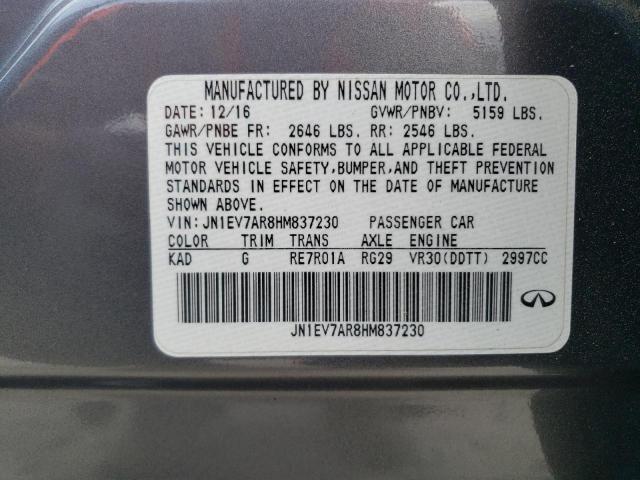 MANUFACTURED BY NISSAN MOTOR CO.,LTD.
DATE: 12/16 GVWR/PNBV: 5159 LBS.
GAWR/PNBE FR: 2646 LBS. RR: 2546 LBS.
THIS VEHICLE CONFORMS TO ALL APPLICABLE FEDERAL
MOTOR VEHICLE SAFETY,BUMPER,AND THEFT PREVENTION
STANDARDS IN EFFECT ON THE DATE OF MANUFACTURE
SHOWN ABOVE.
VIN: JN1EV7AR8HM837230 PASSENGER CAR
COLOR TRIM TRANS AXLE ENGINE
KAD G RE7R01A RG29 VR30(DDTT) 2997CC
JN1EV7AR8HM837230